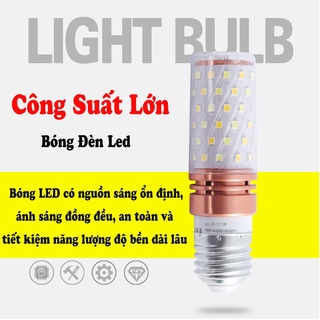 LIGHT BULB
Công Suất Lớn
Bóng Đèn Led
Bóng LED có nguồn sáng ổn định,
ánh sáng đồng đều, an toàn và
tiết kiệm năng lượng độ bền dài lâu